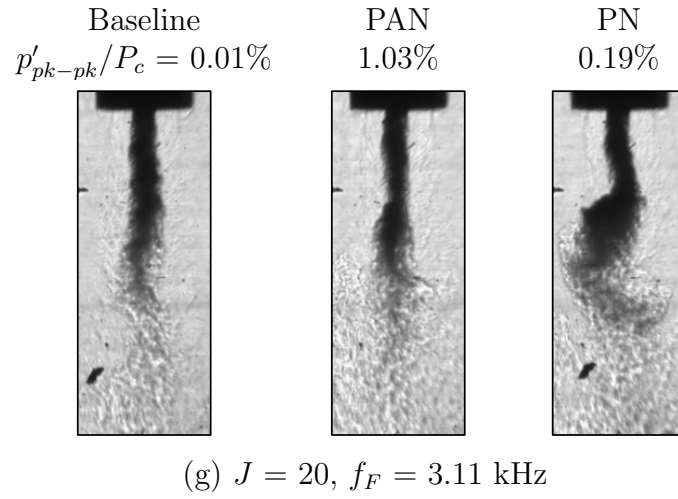 Baseline PAN PN
p′pk−pk/Pc = 0.01% 1.03% 0.19%
(g) J = 20, fF = 3.11 kHz